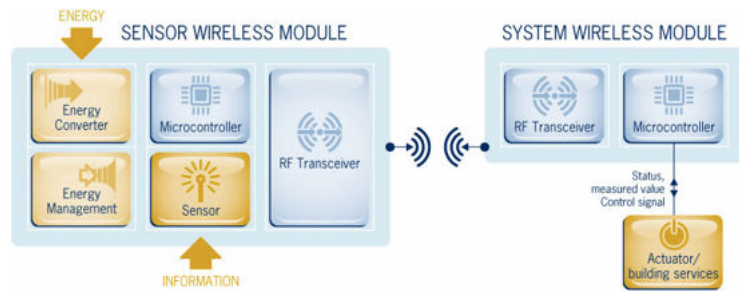 ENERGY
SENSOR WIRELESS MODULE
Energy
Converter
Microcontroller
RF Transceiver
Energy
Management
Sensor
INFORMATION
SYSTEM WIRELESS MODULE
RF Transceiver
Microcontroller
Status,
measured value
Control signal
Actuator/
building services